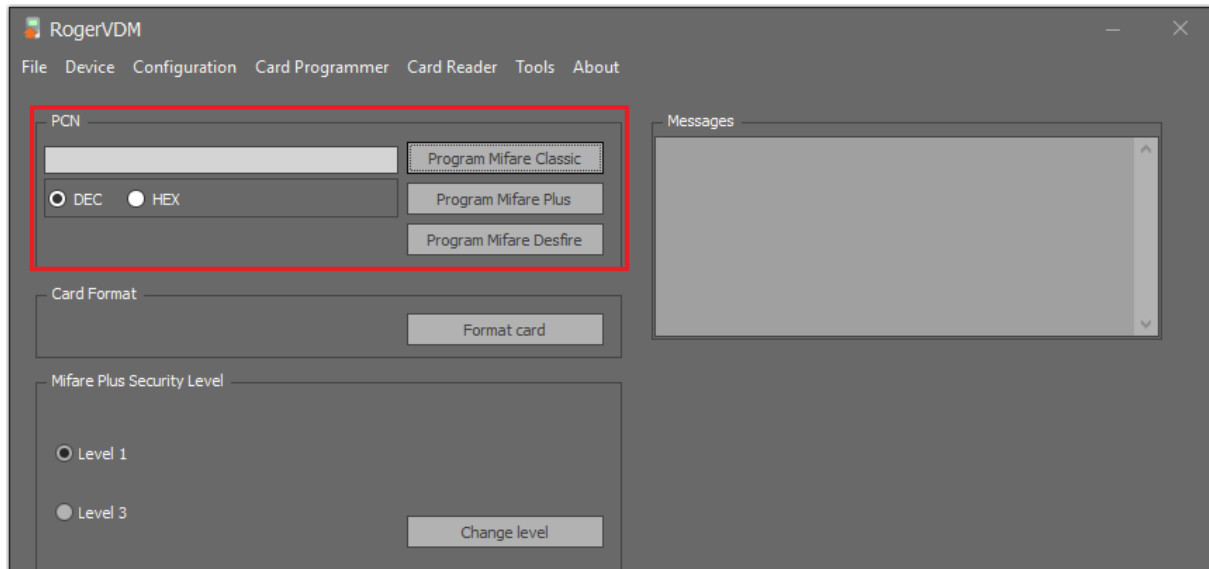 RogerVDM
File Device Configuration Card Programmer Card Reader Tools About
PCN
Program Mifare Classic
DEC HEX
Program Mifare Plus
Program Mifare Desfire
Card Format
Format card
Mifare Plus Security Level
Level 1
Level 3
Change level
Messages